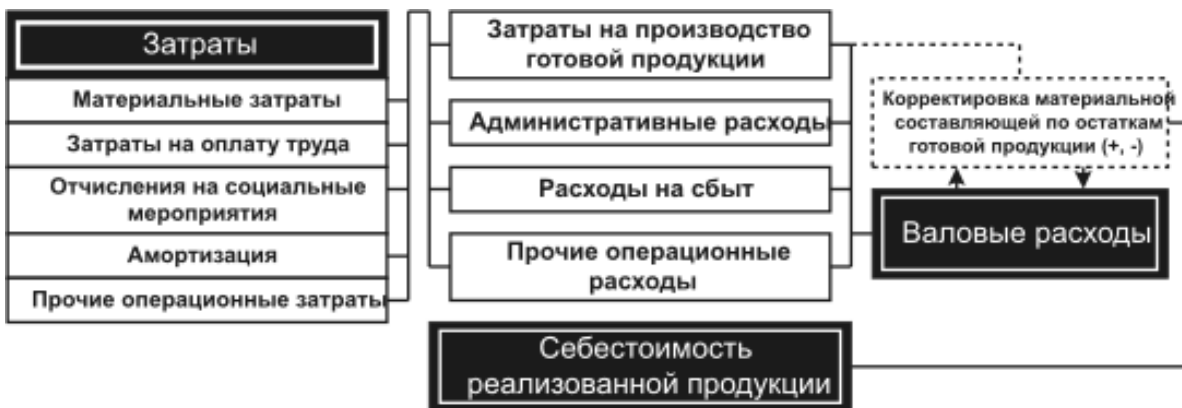 Затраты
Материальные затраты
Затраты на оплату труда
Отчисления на социальные
мероприятия
Амортизация
Прочие операционные затраты
Затраты на производство
готовой продукции
Административные расходы
Расходы на сбыт
Прочие операционные
расходы
Себестоимость
реализованной продукции
Корректировка материальной
составляющей по остаткам
готовой продукции (+, -)
Валовые расходы